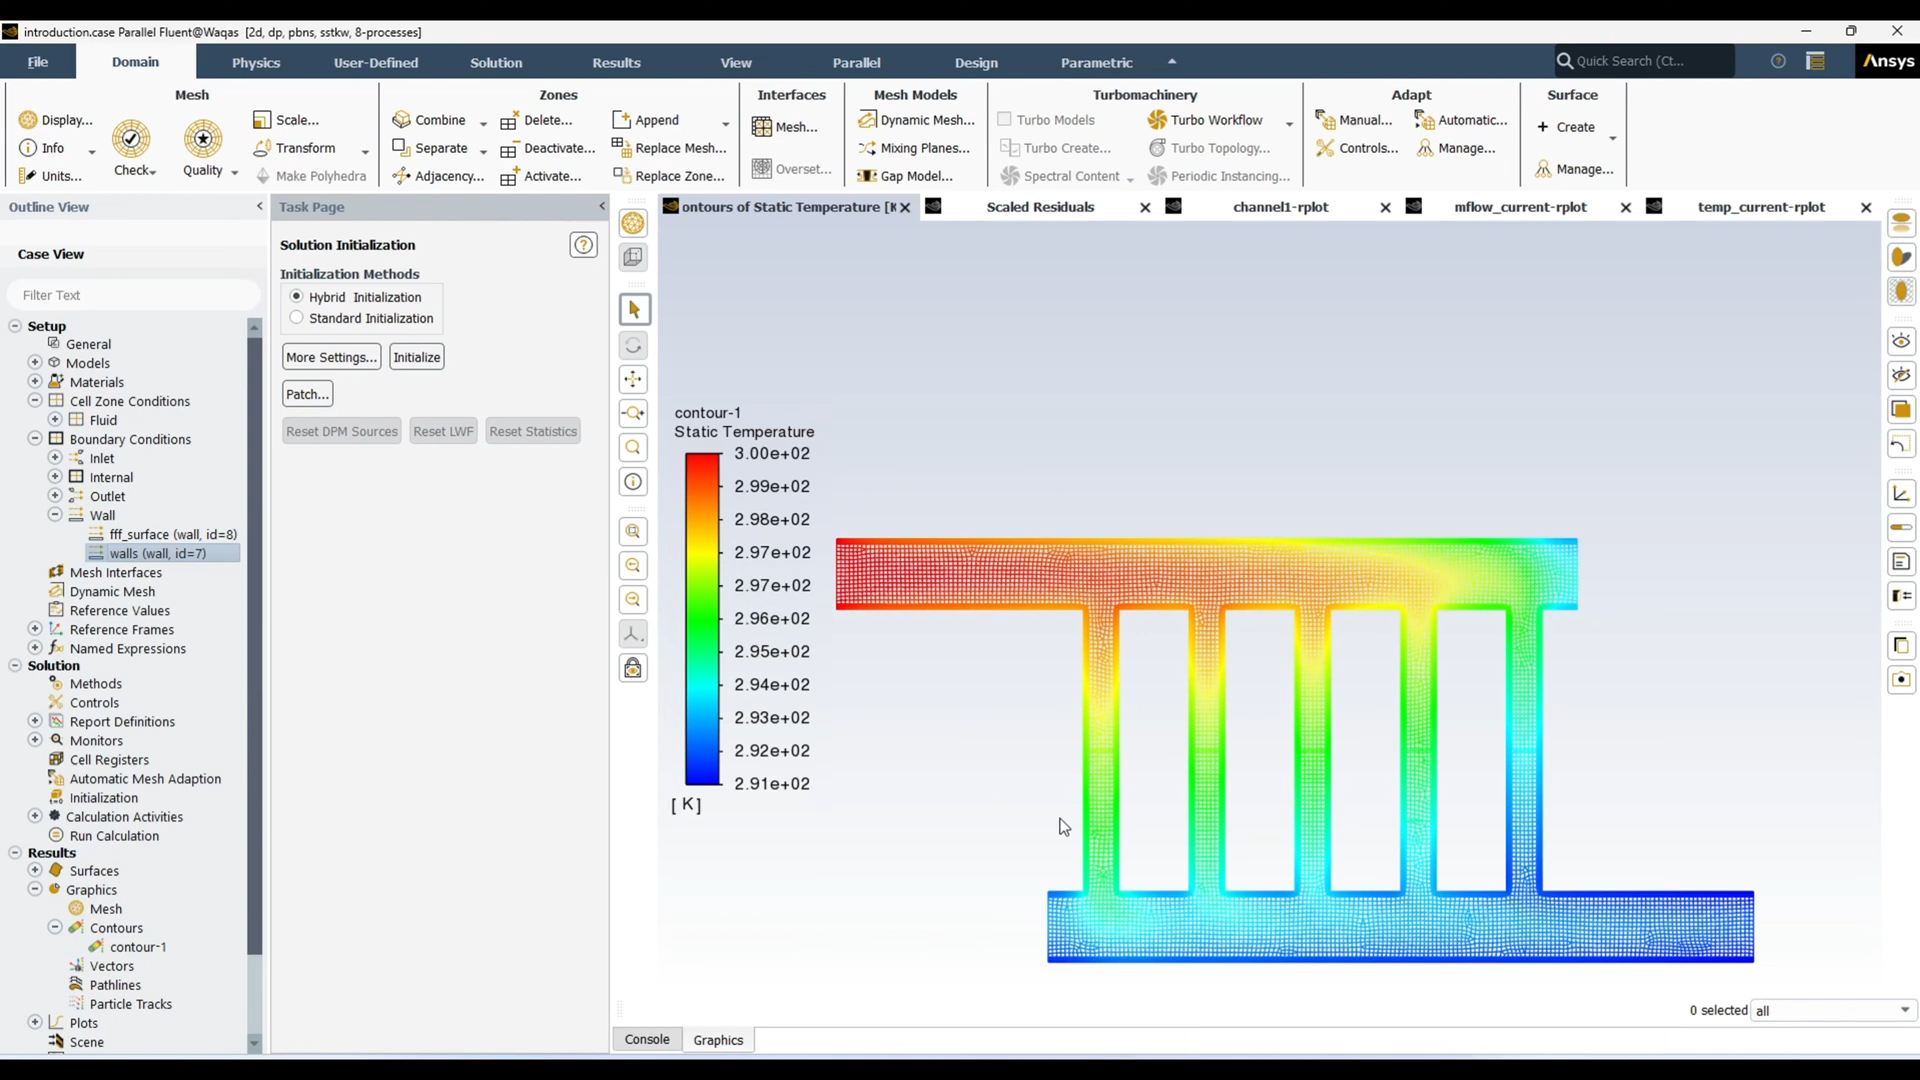 introduction.case Parallel Fluent@Waqas [2d, dp, pbns, sstkw, 8-processes]
File Domain Physics User-Defined Solution Results View Parallel Design Parametric Quick Search (Ct... Ansys
Mesh
Display...
Info
Units...
Check
Quality
Scale...
Transform
Make Polyhedra
Zones
Combine
Separate
Adjacency...
Delete...
Deactivate...
Activate...
Append
Replace Mesh...
Replace Zone...
Interfaces
Mesh...
Overset...
Mesh Models
Dynamic Mesh...
Mixing Planes...
Gap Model...
Turbomachinery
Turbo Models
Turbo Create...
Spectral Content
Turbo Workflow
Turbo Topology...
Periodic Instancing...
Adapt
Manual...
Controls...
Automatic...
Manage...
Surface
+ Create
Manage...
Outline View
Case View
Filter Text
Setup
General
Models
Materials
Cell Zone Conditions
Fluid
Boundary Conditions
Inlet
Internal
Outlet
Wall
fff_surface (wall, id=8)
walls (wall, id=7)
Mesh Interfaces
Dynamic Mesh
Reference Values
Reference Frames
Named Expressions
Solution
Methods
Controls
Report Definitions
Monitors
Cell Registers
Automatic Mesh Adaption
Initialization
Calculation Activities
Run Calculation
Results
Surfaces
Graphics
Mesh
Contours
contour-1
Vectors
Pathlines
Particle Tracks
Plots
Scene
Task Page
Solution Initialization
Initialization Methods
Hybrid Initialization
Standard Initialization
More Settings... Initialize
Patch...
Reset DPM Sources Reset LWF Reset Statistics
ontours of Static Temperature [K Scaled Residuals channel1-rplot mflow_current-rplot temp_current-rplot
contour-1
Static Temperature
3.00e+02
2.99e+02
2.98e+02
2.97e+02
2.97e+02
2.96e+02
2.95e+02
2.94e+02
2.93e+02
2.92e+02
2.91e+02
[ K]
0 selected all
Console Graphics